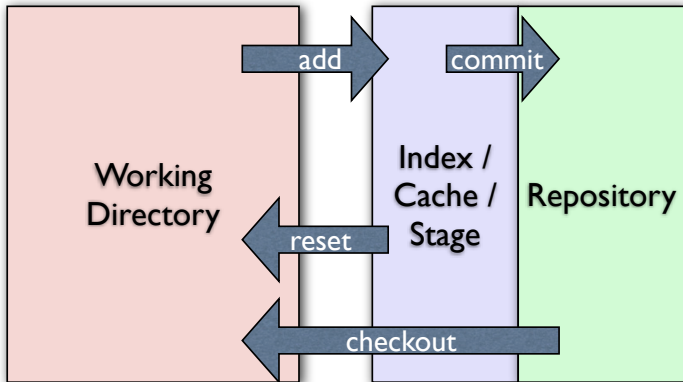 add
commit
Working
Directory
Index /
Cache /
Stage
Repository
reset
checkout